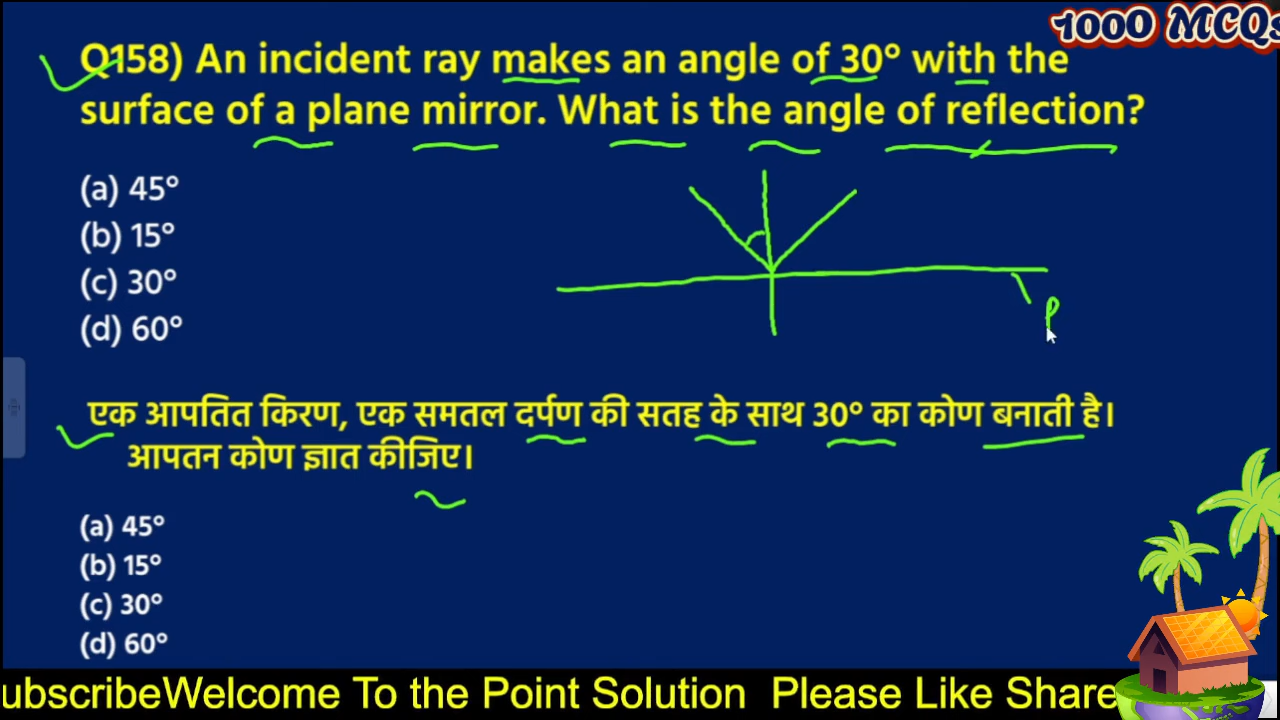 1000 MCQs
Q158) An incident ray makes an angle of 30° with the
surface of a plane mirror. What is the angle of reflection?
(a) 45°
(b) 15°
(c) 30°
(d) 60°
P
एक आपतित किरण, एक समतल दर्पण की सतह के साथ 30° का कोण बनाती है।
आपतन कोण ज्ञात कीजिए।
(a) 45°
(b) 15°
(c) 30°
(d) 60°
ubscribeWelcome To the Point Solution Please Like Share